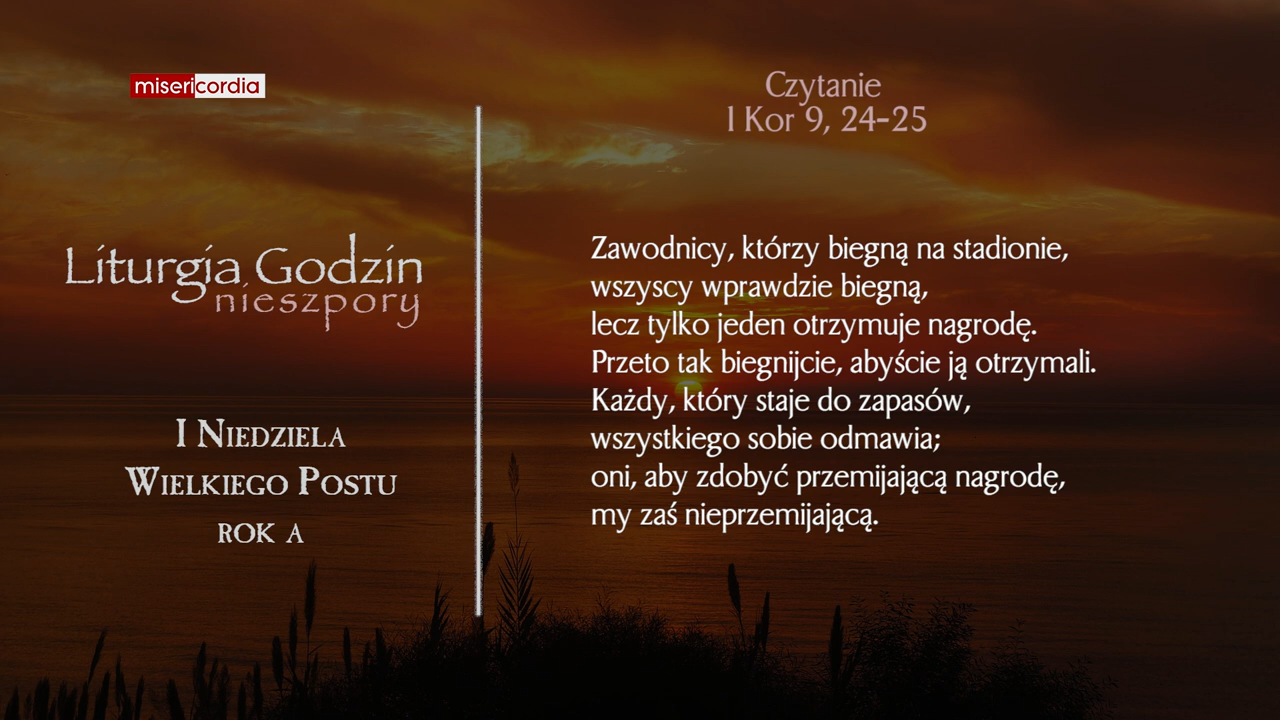 misericordia
Liturgia Godzin
nieszpory
I Niedziela
Wielkiego Postu
rok A
Czytanie
1 Kor 9, 24-25
Zawodnicy, którzy biegną na stadionie,
wszyscy wprawdzie biegną,
lecz tylko jeden otrzymuje nagrodę.
Przeto tak biegnijcie, abyście ją otrzymali.
Każdy, który staje do zapasów,
wszystkiego sobie odmawia;
oni, aby zdobyć przemijającą nagrodę,
my zaś nieprzemijającą.